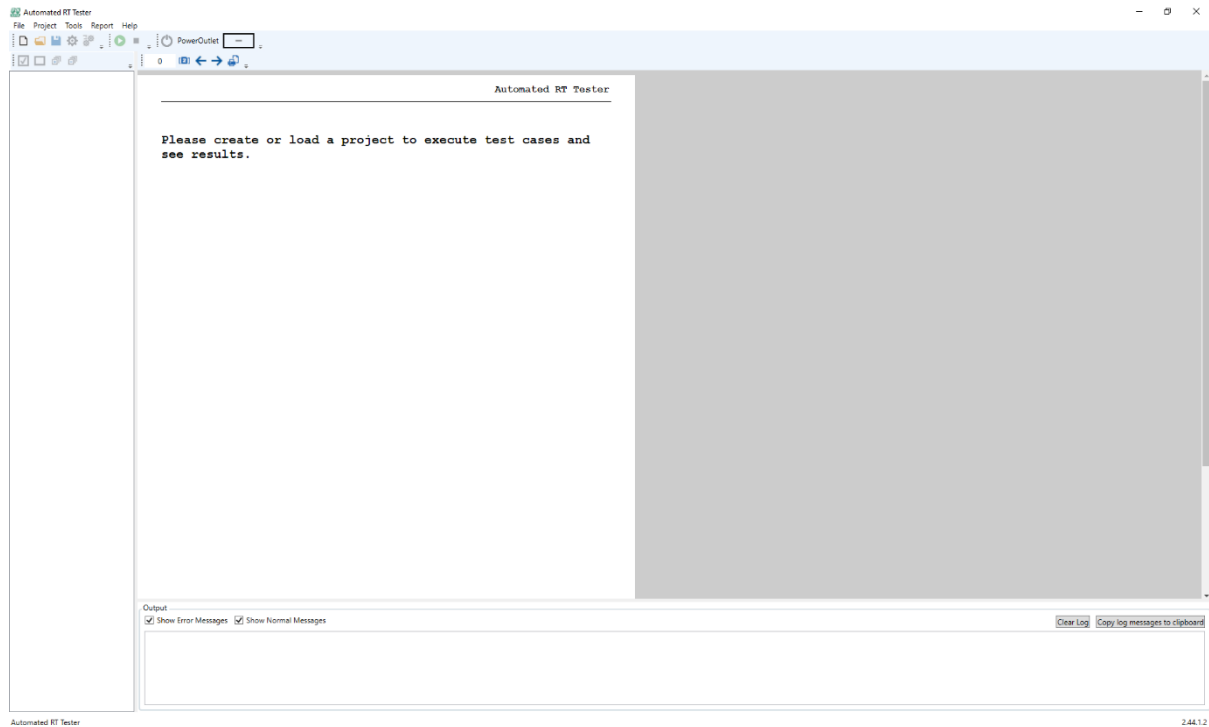 Automated RT Tester
File Project Tools Report Help
PowerOutlet –
0
Automated RT Tester
Please create or load a project to execute test cases and
see results.
Output
Show Error Messages Show Normal Messages Clear Log Copy log messages to clipboard
Automated RT Tester 2.44.1.2